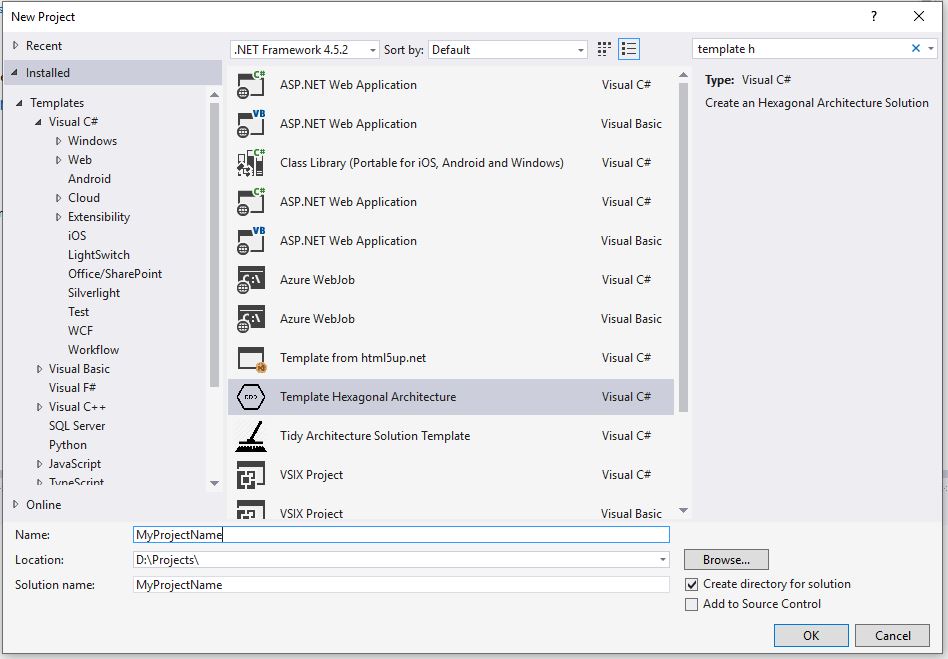 New Project
?
Recent
.NET Framework 4.5.2
Sort by:
Default
template h
Installed
Templates
Visual C#
Windows
Web
Android
Cloud
Extensibility
iOS
LightSwitch
Office/SharePoint
Silverlight
Test
WCF
Workflow
Visual Basic
Visual F#
Visual C++
SQL Server
Python
JavaScript
TypeScript
Online
ASP.NET Web Application Visual C#
ASP.NET Web Application Visual Basic
Class Library (Portable for iOS, Android and Windows) Visual C#
ASP.NET Web Application Visual C#
ASP.NET Web Application Visual Basic
Azure WebJob Visual C#
Azure WebJob Visual Basic
Template from html5up.net Visual C#
Template Hexagonal Architecture Visual C#
Tidy Architecture Solution Template Visual C#
VSIX Project Visual C#
VSIX Project Visual Basic
Type: Visual C#
Create an Hexagonal Architecture Solution
Name: MyProjectName
Location: D:\Projects\
Browse...
Solution name: MyProjectName
Create directory for solution
Add to Source Control
OK
Cancel